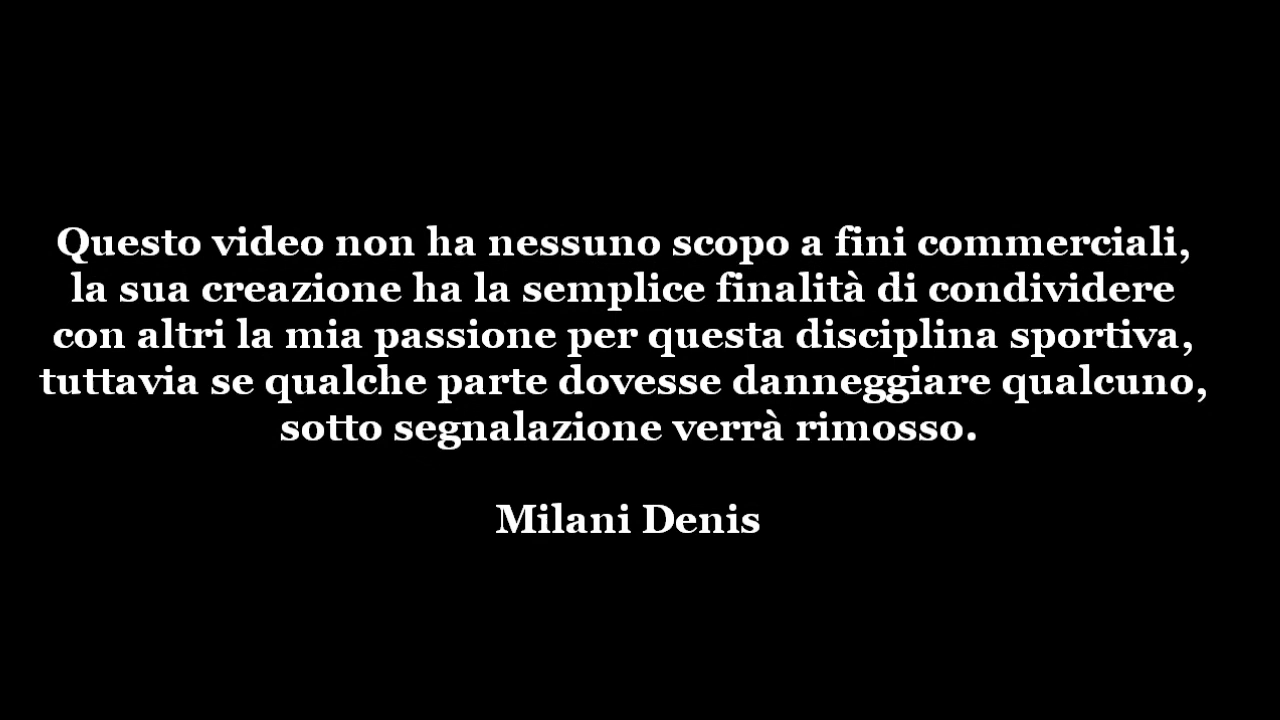 Questo video non ha nessuno scopo a fini commerciali,
la sua creazione ha la semplice finalità di condividere
con altri la mia passione per questa disciplina sportiva,
tuttavia se qualche parte dovesse danneggiare qualcuno,
sotto segnalazione verrà rimosso.
Milani Denis